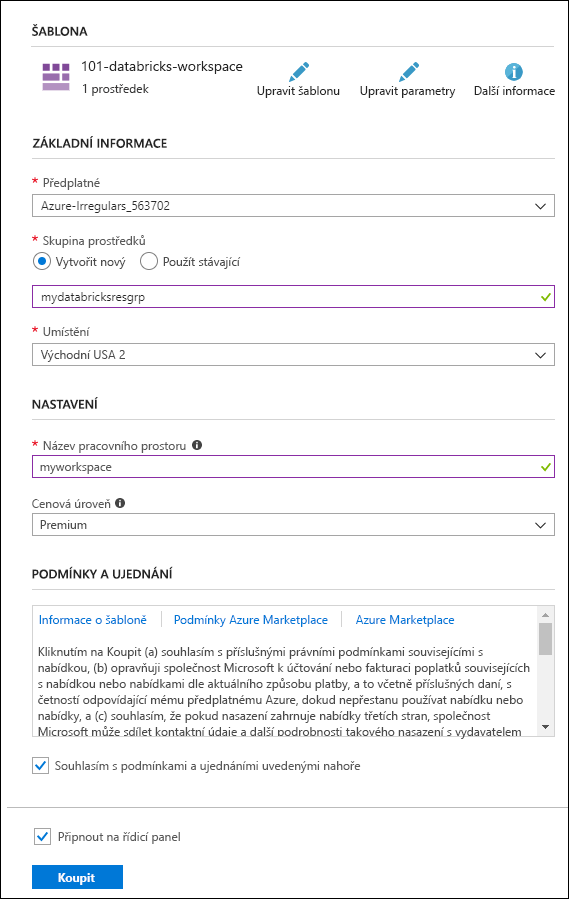 ŠABLONA
101-databricks-workspace
1 prostředek
Upravit šablonu
Upravit parametry
Další informace
ZÁKLADNÍ INFORMACE
* Předplatné
Azure-Irregulars_563702
* Skupina prostředků
Vytvořit nový
Použít stávající
mydatabricksresgrp
* Umístění
Východní USA 2
NASTAVENÍ
* Název pracovního prostoru
myworkspace
Cenová úroveň
Premium
PODMÍNKY A UJEDNÁNÍ
Informace o šabloně
Podmínky Azure Marketplace
Azure Marketplace
Kliknutím na Koupit (a) souhlasím s příslušnými právními podmínkami souvisejícími s
nabídkou, (b) opravňuji společnost Microsoft k účtování nebo fakturaci poplatků souvisejících
s nabídkou nebo nabídkami dle aktuálního způsobu platby, a to včetně příslušných daní, s
četností odpovídající mému předplatnému Azure, dokud nepřestanu používat nabídku nebo
nabídky, a (c) souhlasím, že pokud nasazení zahrnuje nabídky třetích stran, společnost
Microsoft může sdílet kontaktní údaje a další podrobnosti takového nasazení s vydavatelem
Souhlasím s podmínkami a ujednáními uvedenými nahoře
Připnout na řídicí panel
Koupit